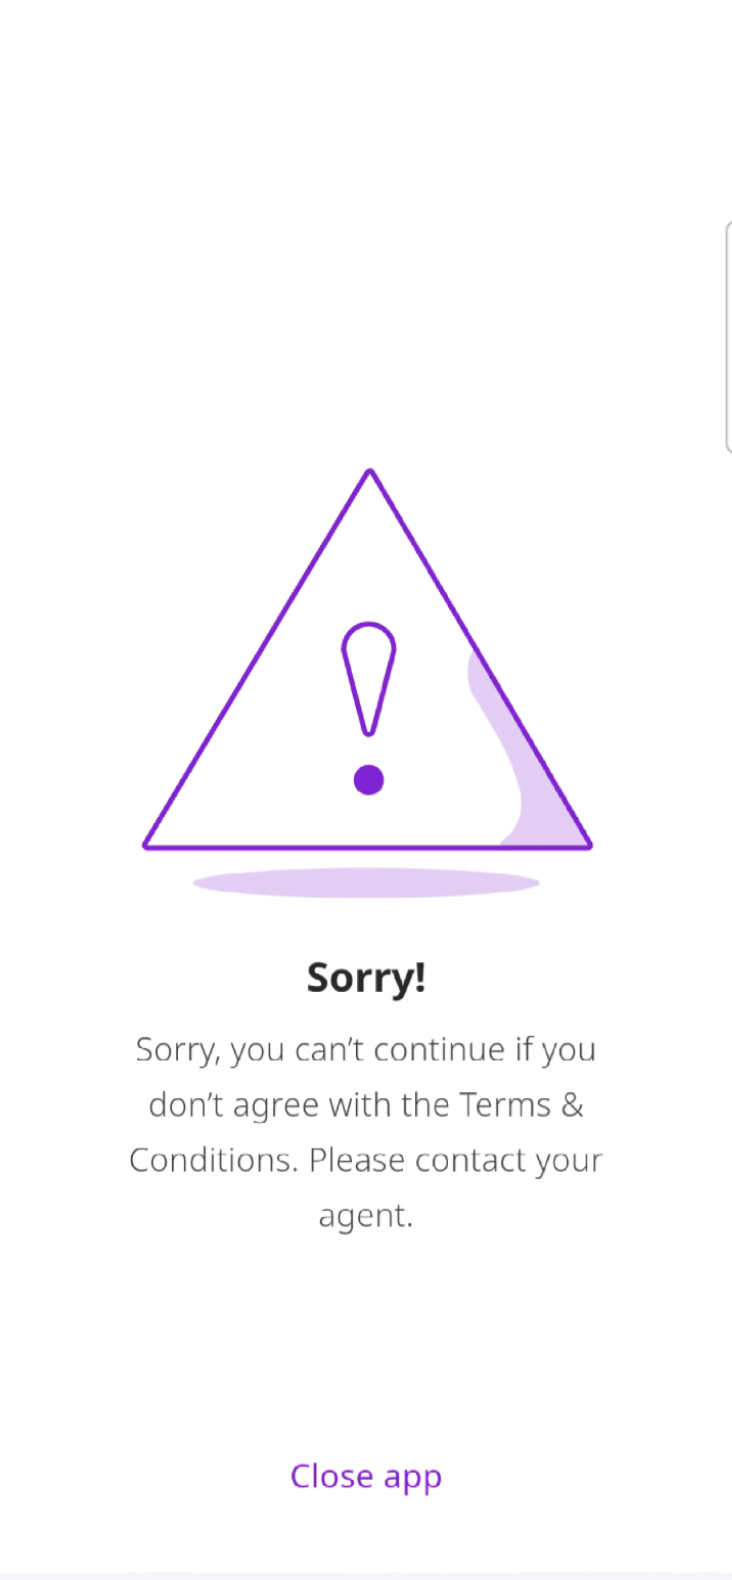 Sorry!
Sorry, you can’t continue if you
don’t agree with the Terms &
Conditions. Please contact your
agent.
Close app